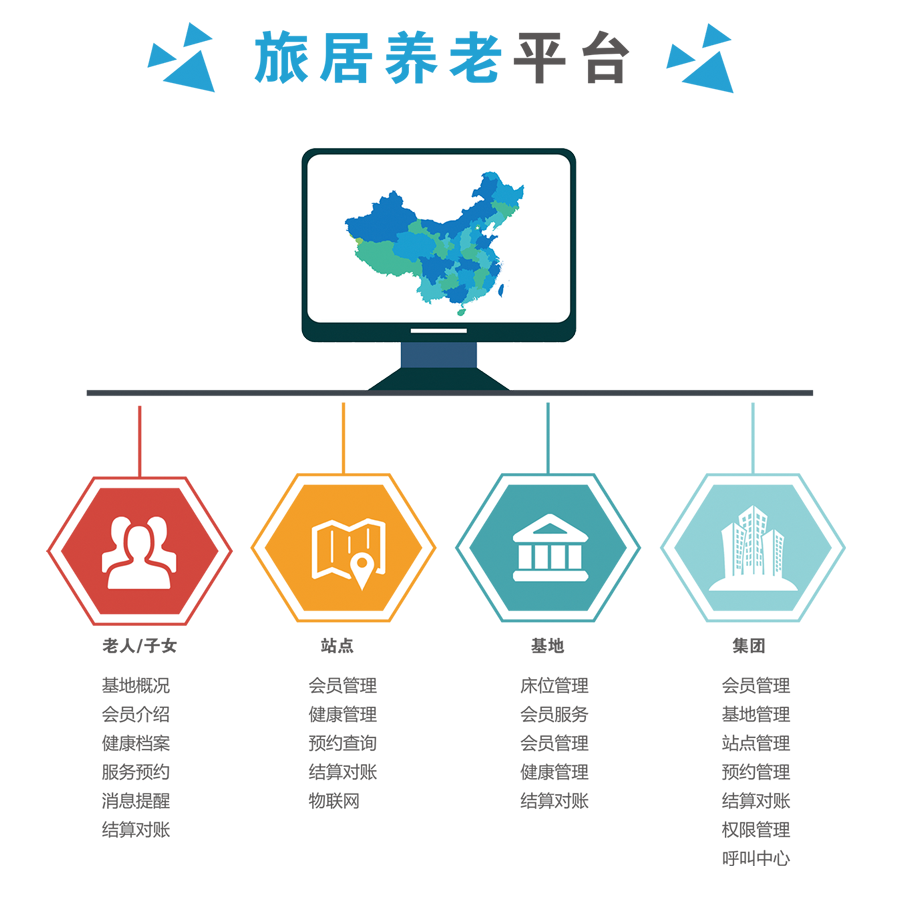 旅居养老平台
老人/子女
基地概况
会员介绍
健康档案
服务预约
消息提醒
结算对账
站点
会员管理
健康管理
预约查询
结算对账
物联网
基地
床位管理
会员服务
会员管理
健康管理
结算对账
集团
会员管理
基地管理
站点管理
预约管理
结算对账
权限管理
呼叫中心